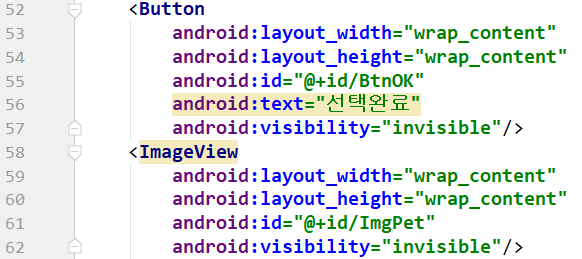 52 <Button
53 android:layout_width="wrap_content"
54 android:layout_height="wrap_content"
55 android:id="@+id/BtnOK"
56 android:text="선택완료"
57 android:visibility="invisible"/>
58 <ImageView
59 android:layout_width="wrap_content"
60 android:layout_height="wrap_content"
61 android:id="@+id/ImgPet"
62 android:visibility="invisible"/>